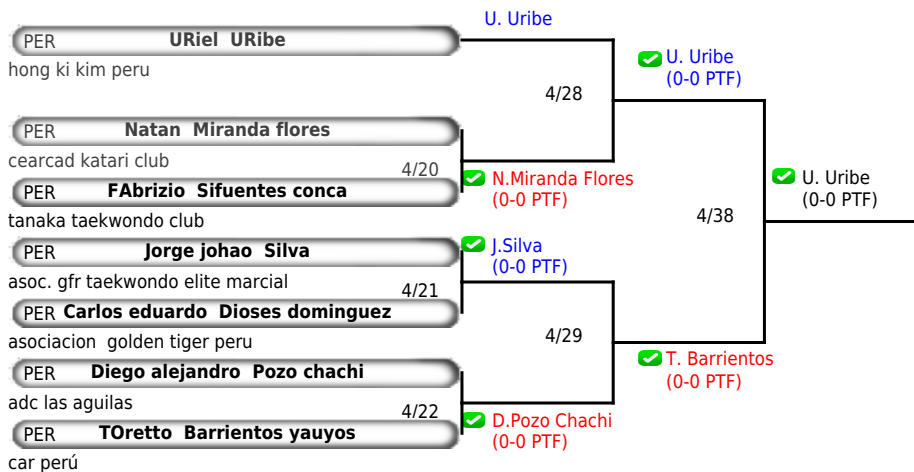 U. Uribe
PER URiel URibe
hong ki kim peru
U. Uribe
(0-0 PTF)
4/28
PER Natan Miranda flores
cearcad katari club
4/20
N.Miranda Flores
(0-0 PTF)
PER FAbrizio Sifuentes conca
tanaka taekwondo club
U. Uribe
(0-0 PTF)
4/38
PER Jorge johao Silva
J.Silva
(0-0 PTF)
asoc. gfr taekwondo elite marcial
4/21
PER Carlos eduardo Dioses dominguez
asociacion golden tiger peru
4/29
T. Barrientos
(0-0 PTF)
PER Diego alejandro Pozo chachi
adc las aguilas
4/22
D.Pozo Chachi
(0-0 PTF)
PER TOretto Barrientos yauyos
car perú